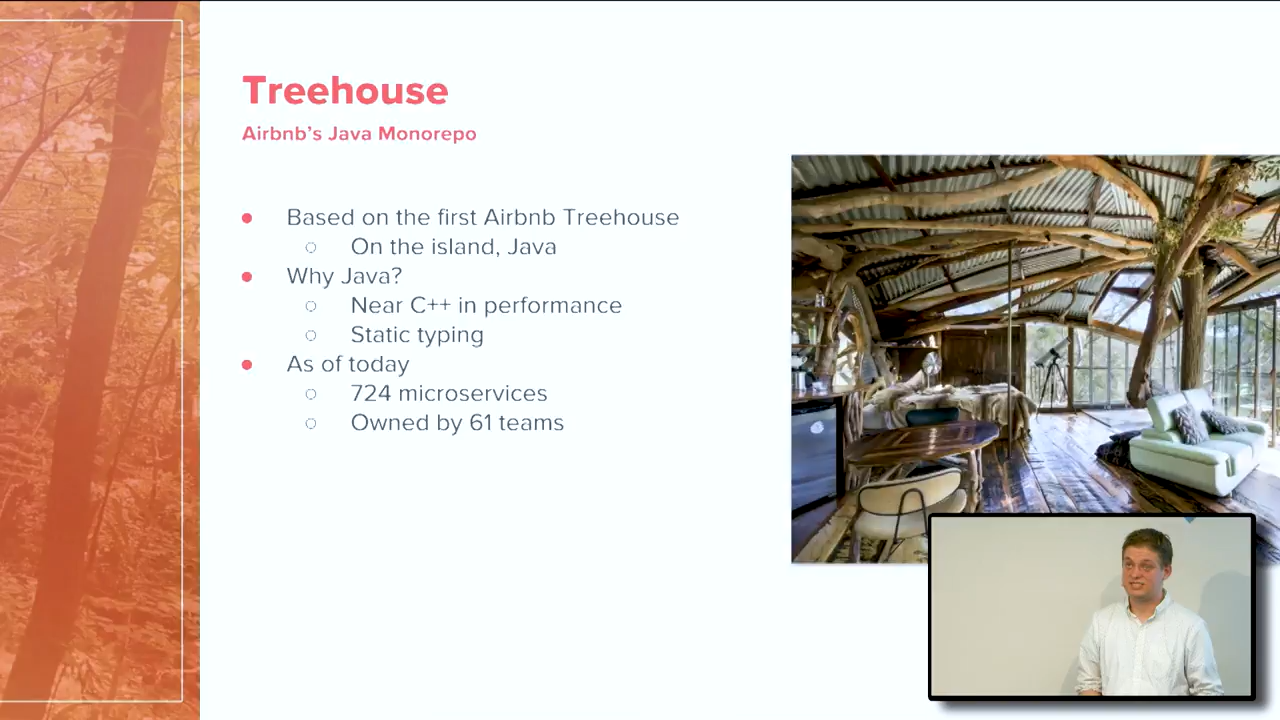 Treehouse
Airbnb's Java Monorepo
● Based on the first Airbnb Treehouse
○ On the island, Java
● Why Java?
○ Near C++ in performance
○ Static typing
● As of today
○ 724 microservices
○ Owned by 61 teams